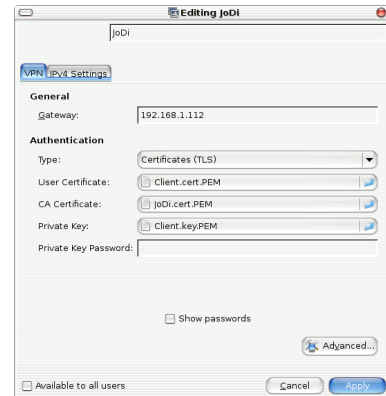 Editing JoDi
JoDi
VPN IPv4 Settings
General
Gateway: 192.168.1.112
Authentication
Type: Certificates (TLS)
User Certificate: Client.cert.PEM
CA Certificate: JoDi.cert.PEM
Private Key: Client.key.PEM
Private Key Password:
Show passwords
Advanced...
Available to all users Cancel Apply